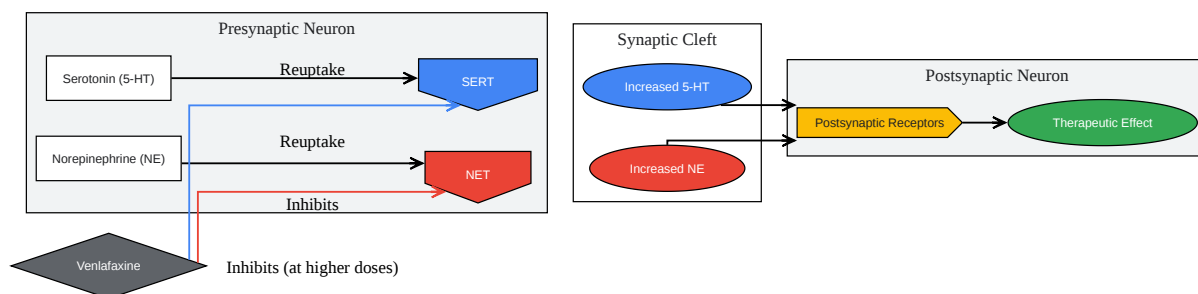 Presynaptic Neuron
Serotonin (5-HT)
Reuptake
SERT
Norepinephrine (NE)
Reuptake
NET
Inhibits
Venlafaxine
Inhibits (at higher doses)
Synaptic Cleft
Increased 5-HT
Increased NE
Postsynaptic Neuron
Postsynaptic Receptors
Therapeutic Effect